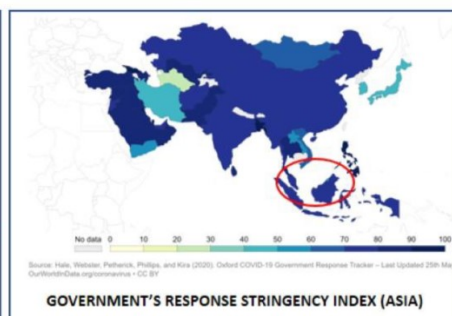 No data 0 10 20 30 40 50 60 70 80 90 100
Source: Hale, Webster, Petherick, Phillips, and Kira (2020). Oxford COVID-19 Government Response Tracker – Last Updated 25th
OurWorldInData.org/coronavirus • CC BY
GOVERNMENT'S RESPONSE STRINGENCY INDEX (ASIA)